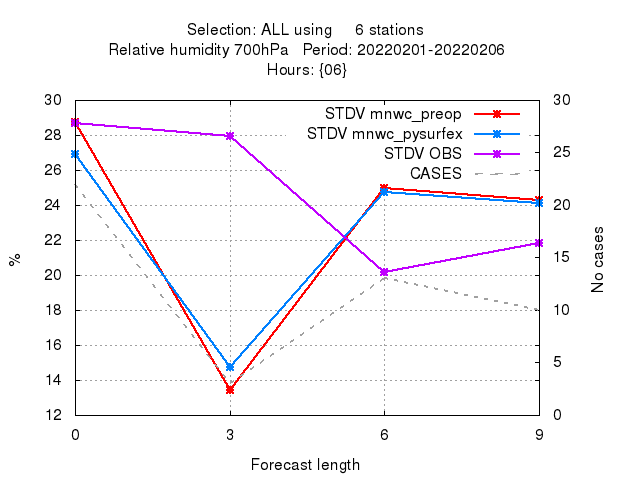 Selection: ALL using 6 stations
Relative humidity 700hPa Period: 20220201-20220206
Hours: {06}
STDV mnwc_preop
STDV mnwc_pysurfex
STDV OBS
CASES
30
28
26
24
22
20
18
16
14
12
30
25
20
15
10
5
0
%
No cases
0 3 6 9
Forecast length